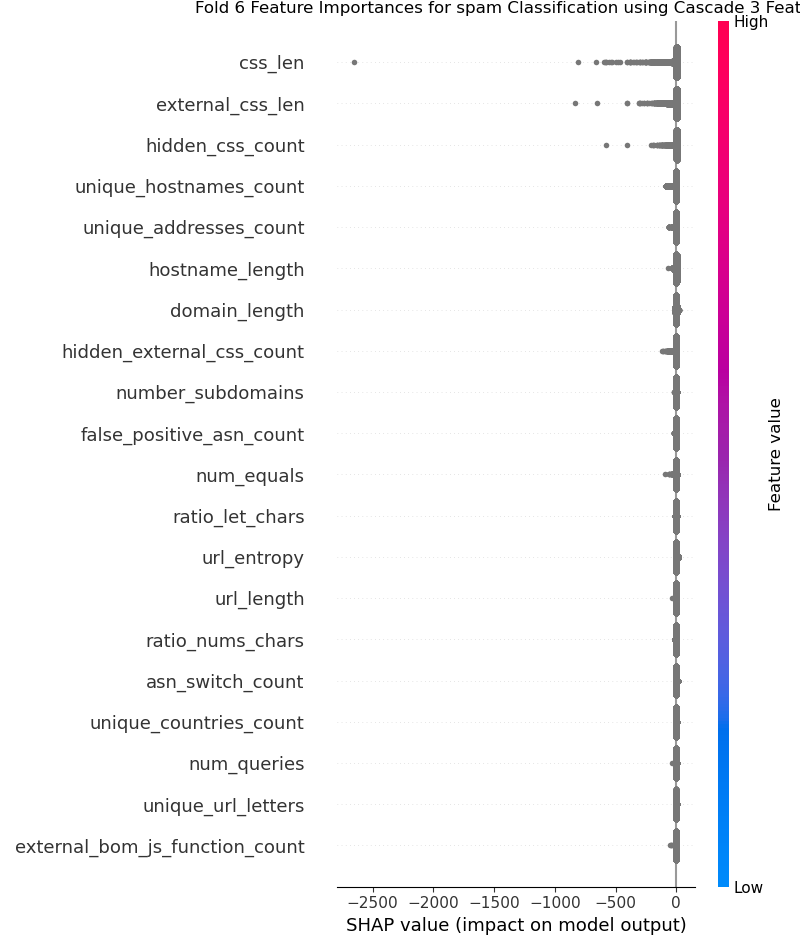 Fold 6 Feature Importances for spam Classification using Cascade 3 Feat
High
css_len
external_css_len
hidden_css_count
unique_hostnames_count
unique_addresses_count
hostname_length
domain_length
hidden_external_css_count
number_subdomains
false_positive_asn_count
num_equals
ratio_let_chars
url_entropy
url_length
ratio_nums_chars
asn_switch_count
unique_countries_count
num_queries
unique_url_letters
external_bom_js_function_count
Feature value
Low
−2500 −2000 −1500 −1000 −500 0
SHAP value (impact on model output)